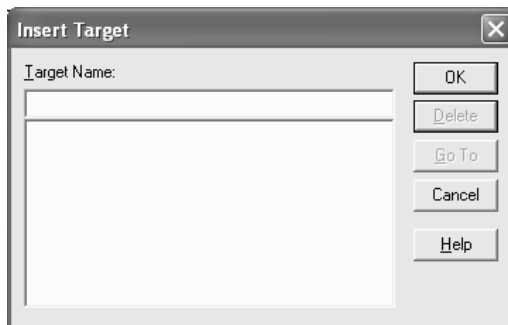 Insert Target
Target Name:
OK
Delete
Go To
Cancel
Help